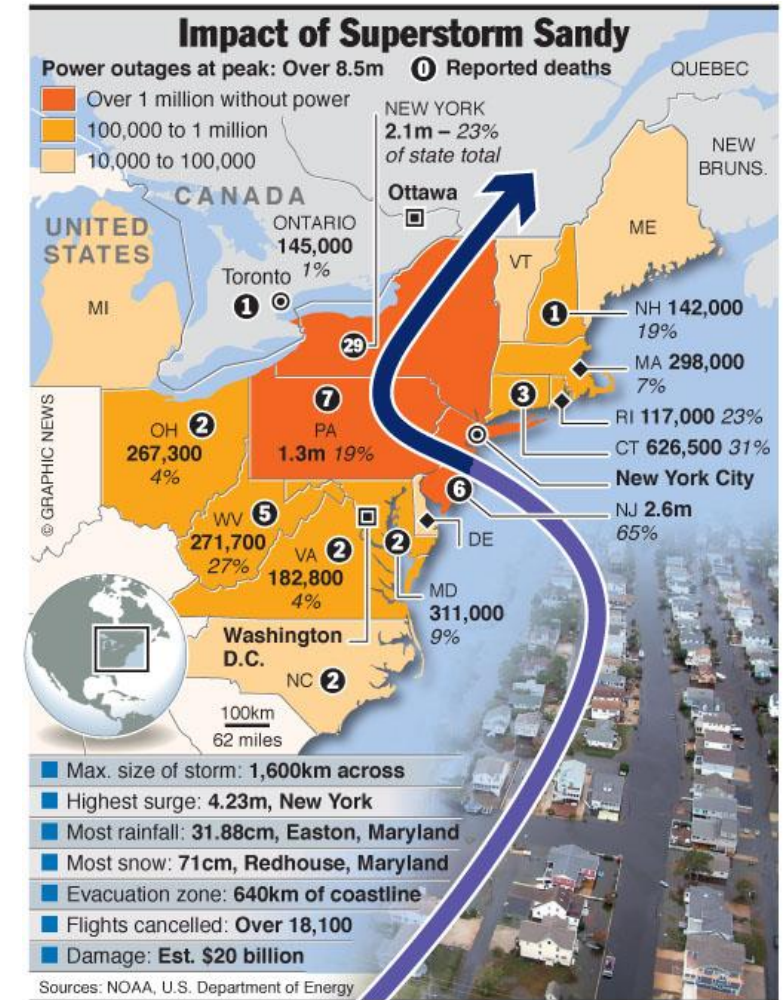 Impact of Superstorm Sandy
Power outages at peak: Over 8.5m
0 Reported deaths
Over 1 million without power
100,000 to 1 million
10,000 to 100,000
QUEBEC
NEW
BRUNS.
NEW YORK
2.1m – 23%
of state total
CANADA
Ottawa
UNITED
STATES
ONTARIO
145,000
1%
Toronto
1
ME
VT
MI
1
NH 142,000
19%
29
MA 298,000
7%
7
PA
1.3m 19%
3
RI 117,000 23%
CT 626,500 31%
OH 2
267,300
4%
New York City
6
NJ 2.6m
65%
WV 5
271,700
27%
VA 2
182,800
4%
2
DE
MD
311,000
9%
Washington
D.C.
NC 2
100km
62 miles
© GRAPHIC NEWS
Max. size of storm: 1,600km across
Highest surge: 4.23m, New York
Most rainfall: 31.88cm, Easton, Maryland
Most snow: 71cm, Redhouse, Maryland
Evacuation zone: 640km of coastline
Flights cancelled: Over 18,100
Damage: Est. $20 billion
Sources: NOAA, U.S. Department of Energy